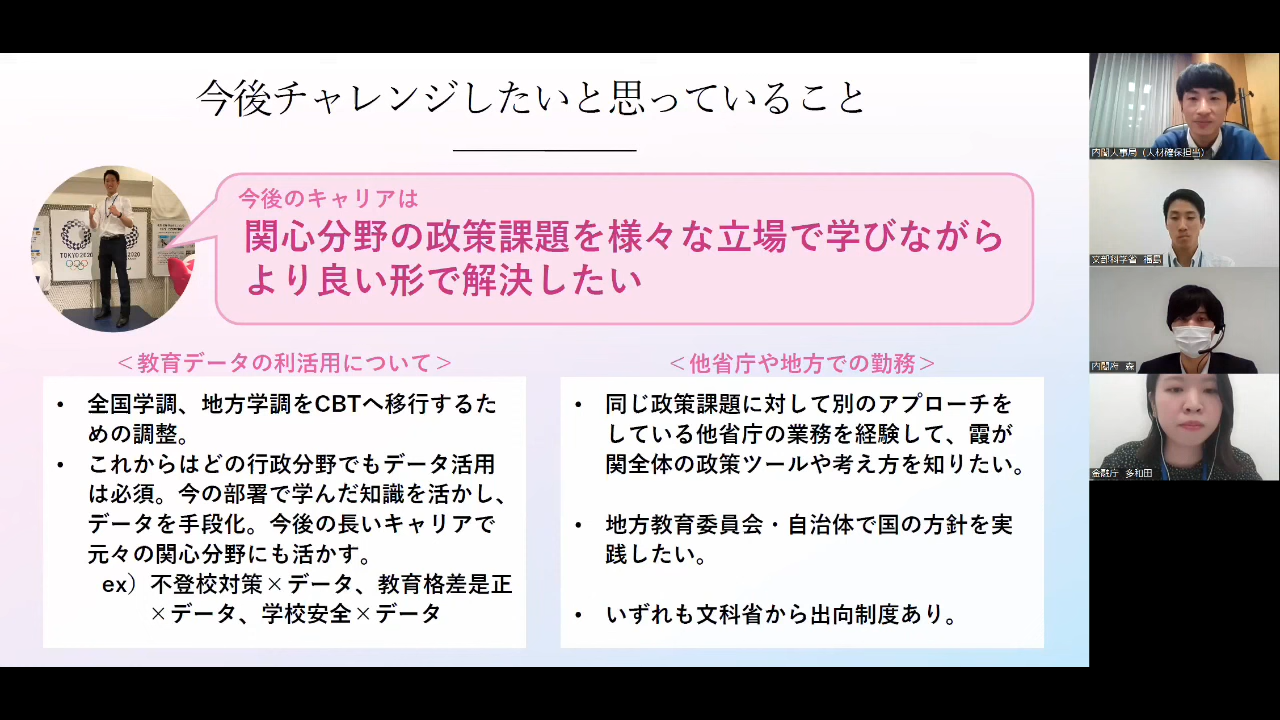 今後チャレンジしたいと思っていること
今後のキャリアは
関心分野の政策課題を様々な立場で学びながら
より良い形で解決したい
TOKYO 2020
2020
＜教育データの利活用について＞
• 全国学調、地方学調をCBTへ移行するた
めの調整。
• これからはどの行政分野でもデータ活用
は必須。今の部署で学んだ知識を活かし、
データを手段化。今後の長いキャリアで
元々の関心分野にも活かす。
ex）不登校対策×データ、教育格差是正
×データ、学校安全×データ
＜他省庁や地方での勤務＞
• 同じ政策課題に対して別のアプローチを
している他省庁の業務を経験して、霞が
関全体の政策ツールや考え方を知りたい。
• 地方教育委員会・自治体で国の方針を実
践したい。
• いずれも文科省から出向制度あり。
内閣人事局（人材確保担当）
文部科学省 福島
内閣府 森
金融庁 多和田